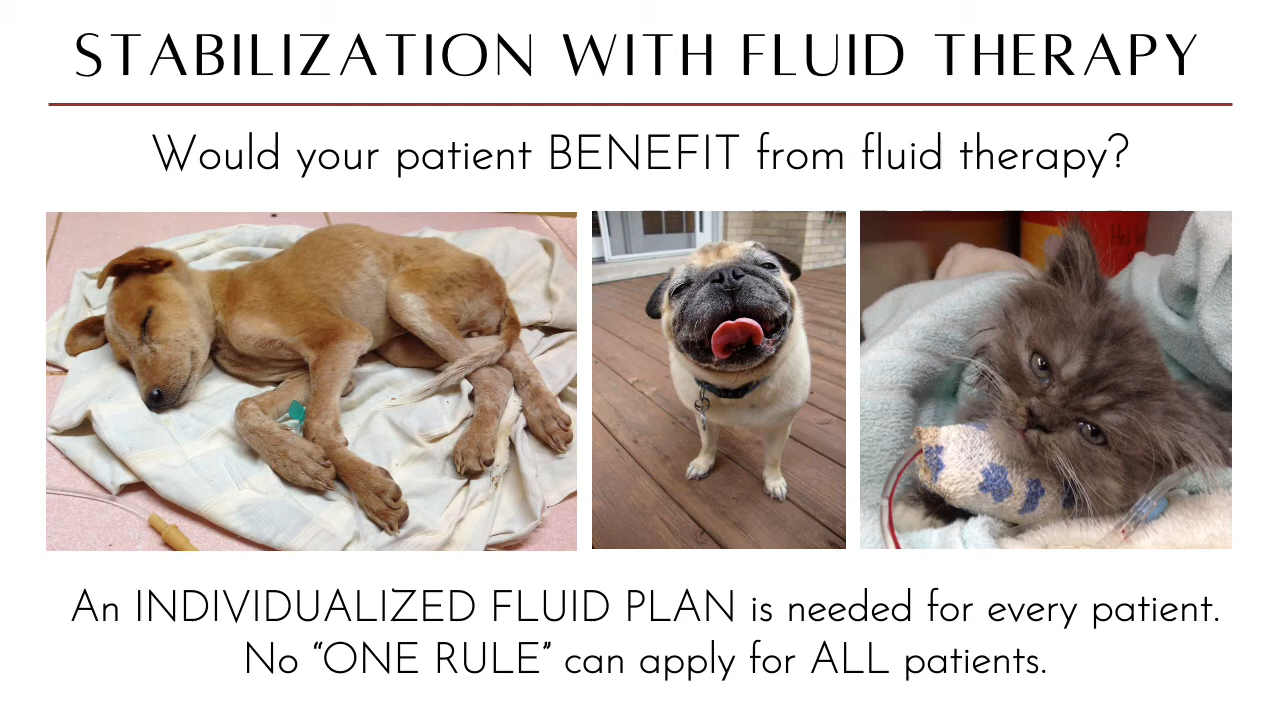 STABILIZATION WITH FLUID THERAPY
Would your patient BENEFIT from fluid therapy?
An INDIVIDUALIZED FLUID PLAN is needed for every patient.
No “ONE RULE” can apply for ALL patients.